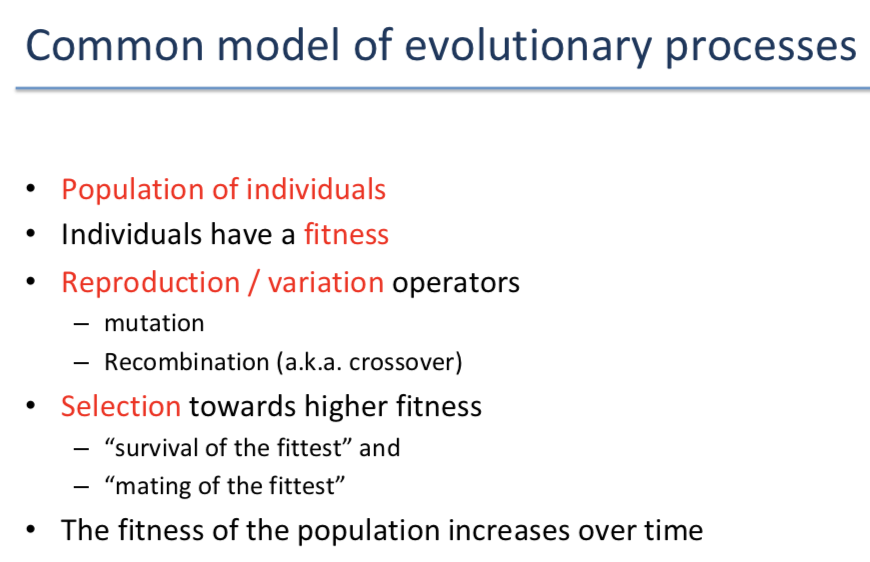 Common model of evolutionary processes
• Population of individuals
• Individuals have a fitness
• Reproduction / variation operators
– mutation
– Recombination (a.k.a. crossover)
• Selection towards higher fitness
– “survival of the fittest” and
– “mating of the fittest”
• The fitness of the population increases over time